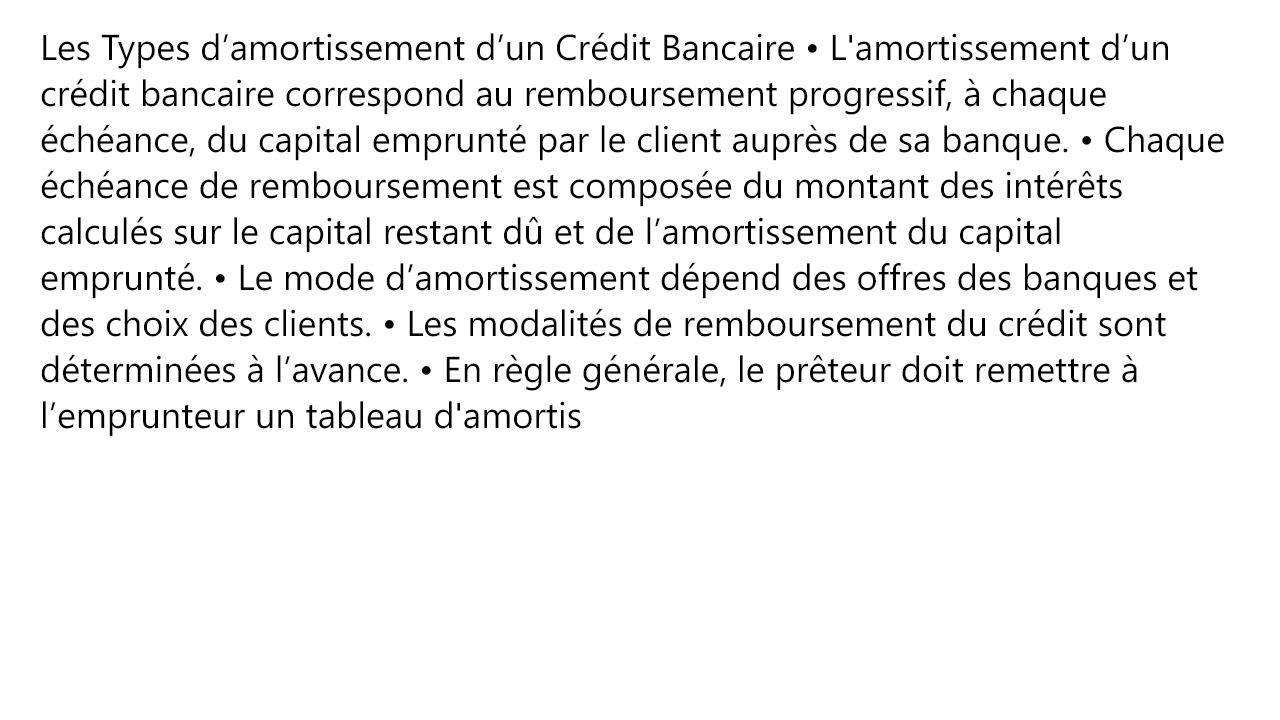 Les Types d’amortissement d’un Crédit Bancaire • L'amortissement d’un
crédit bancaire correspond au remboursement progressif, à chaque
échéance, du capital emprunté par le client auprès de sa banque. • Chaque
échéance de remboursement est composée du montant des intérêts
calculés sur le capital restant dû et de l’amortissement du capital
emprunté. • Le mode d’amortissement dépend des offres des banques et
des choix des clients. • Les modalités de remboursement du crédit sont
déterminées à l’avance. • En règle générale, le prêteur doit remettre à
l’emprunteur un tableau d'amortis